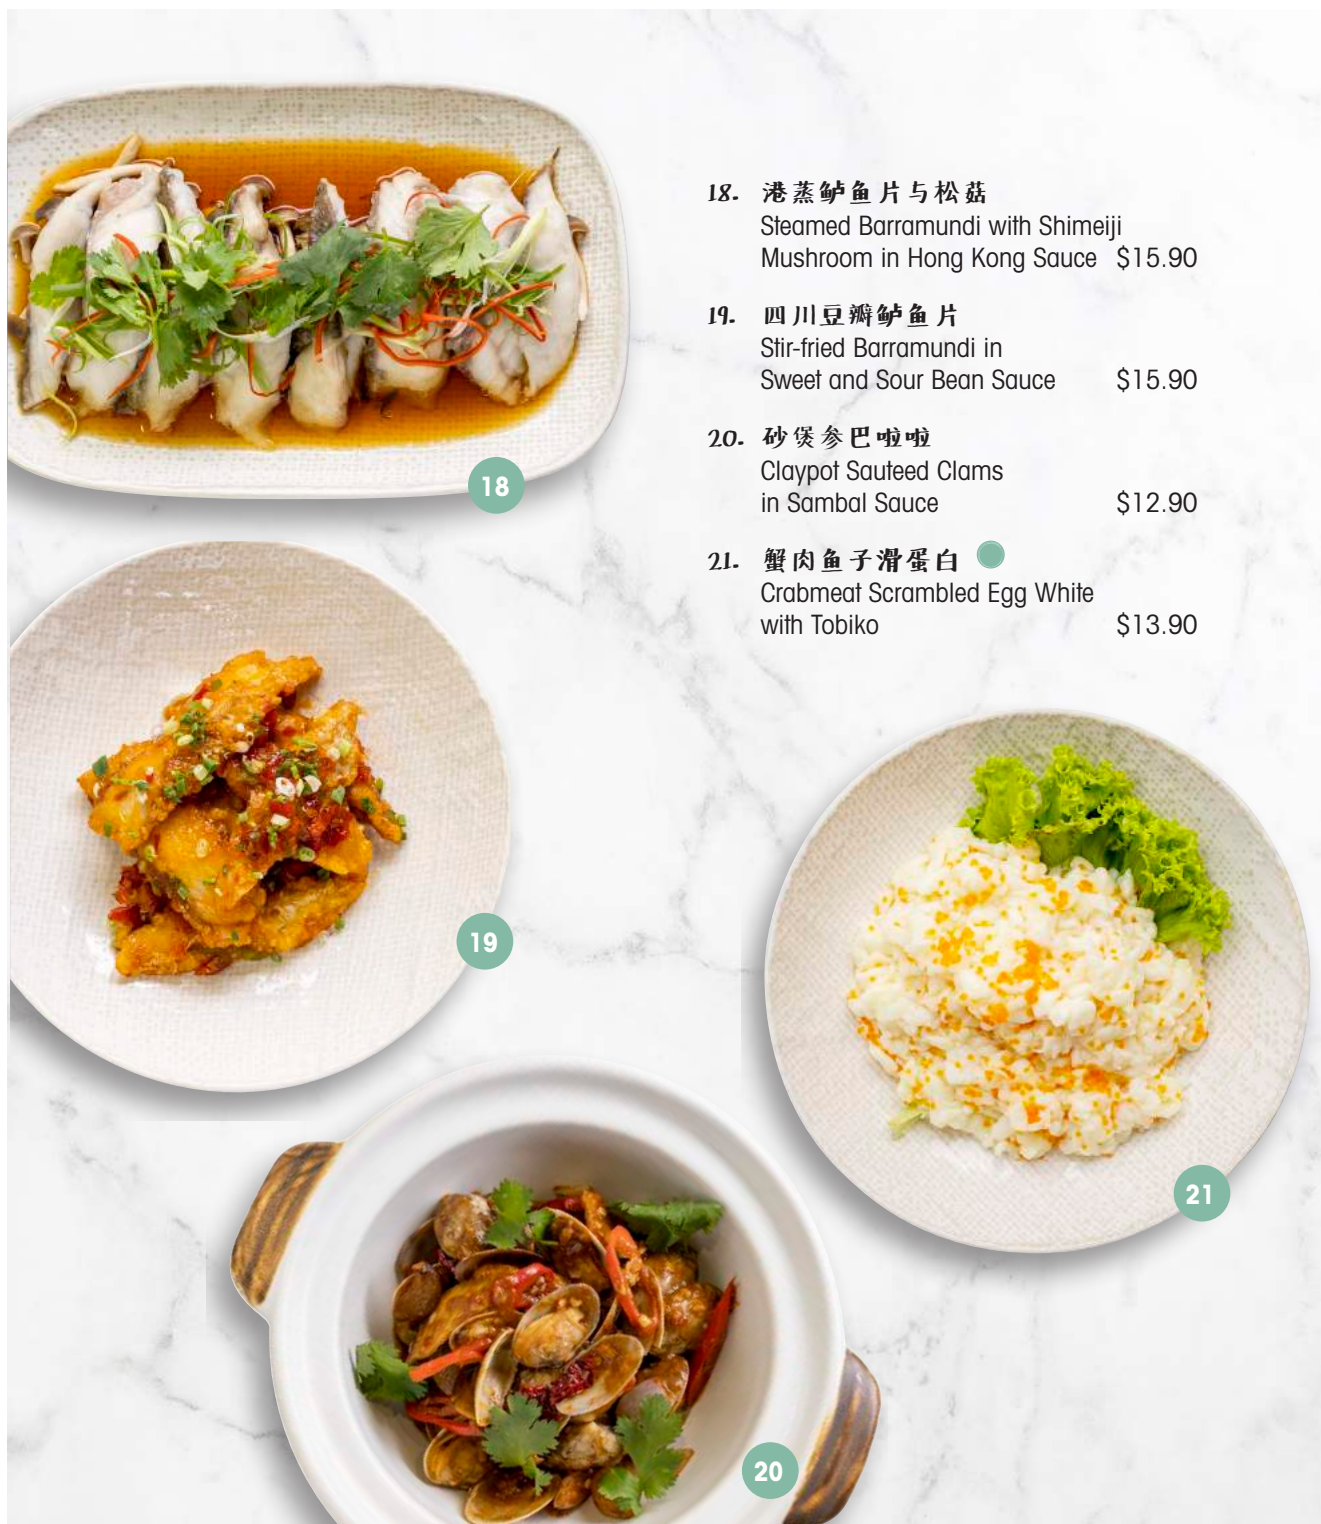 18. 港蒸鲈鱼片与松菇
Steamed Barramundi with Shimeiji
Mushroom in Hong Kong Sauce $15.90
19. 四川豆瓣鲈鱼片
Stir-fried Barramundi in
Sweet and Sour Bean Sauce $15.90
20. 砂煲参巴啦啦
Claypot Sauteed Clams
in Sambal Sauce $12.90
21. 蟹肉鱼子滑蛋白
Crabmeat Scrambled Egg White
with Tobiko $13.90
18
19
21
20